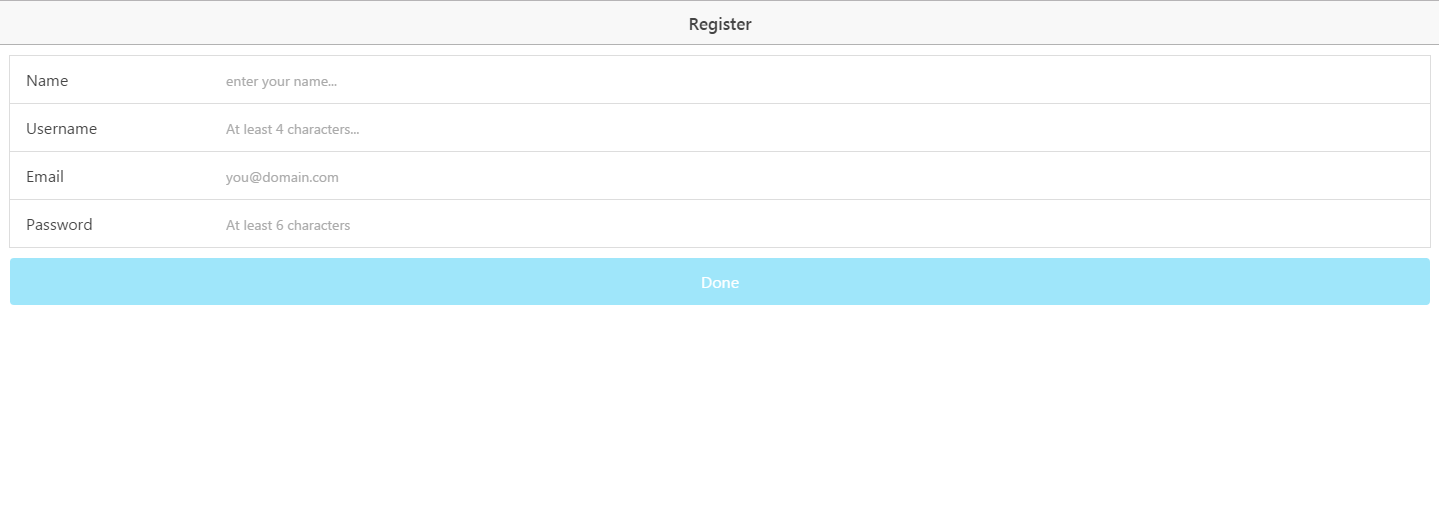 Register
Name enter your name...
Username At least 4 characters...
Email you@domain.com
Password At least 6 characters
Done